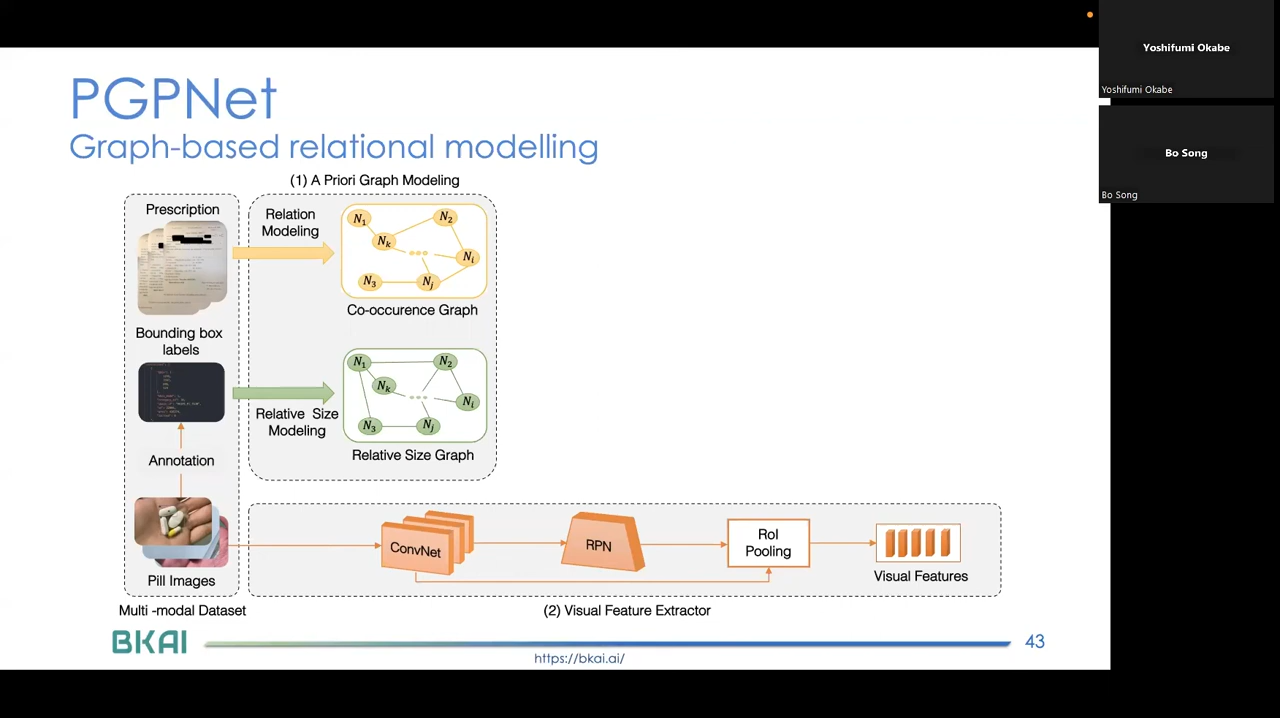 PGPNet
Graph-based relational modelling
(1) A Priori Graph Modeling
Prescription
Relation
Modeling
N1
N2
Nk
Ni
N3
Nj
Co-occurence Graph
Bounding box
labels
N1
N2
Nk
Ni
N3
Nj
Relative Size
Modeling
Relative Size Graph
Annotation
ConvNet
RPN
RoI
Pooling
Visual Features
Pill Images
Multi -modal Dataset
(2) Visual Feature Extractor
BKAI
43
https://bkai.ai/
Yoshifumi Okabe
Yoshifumi Okabe
Bo Song
Bo Song